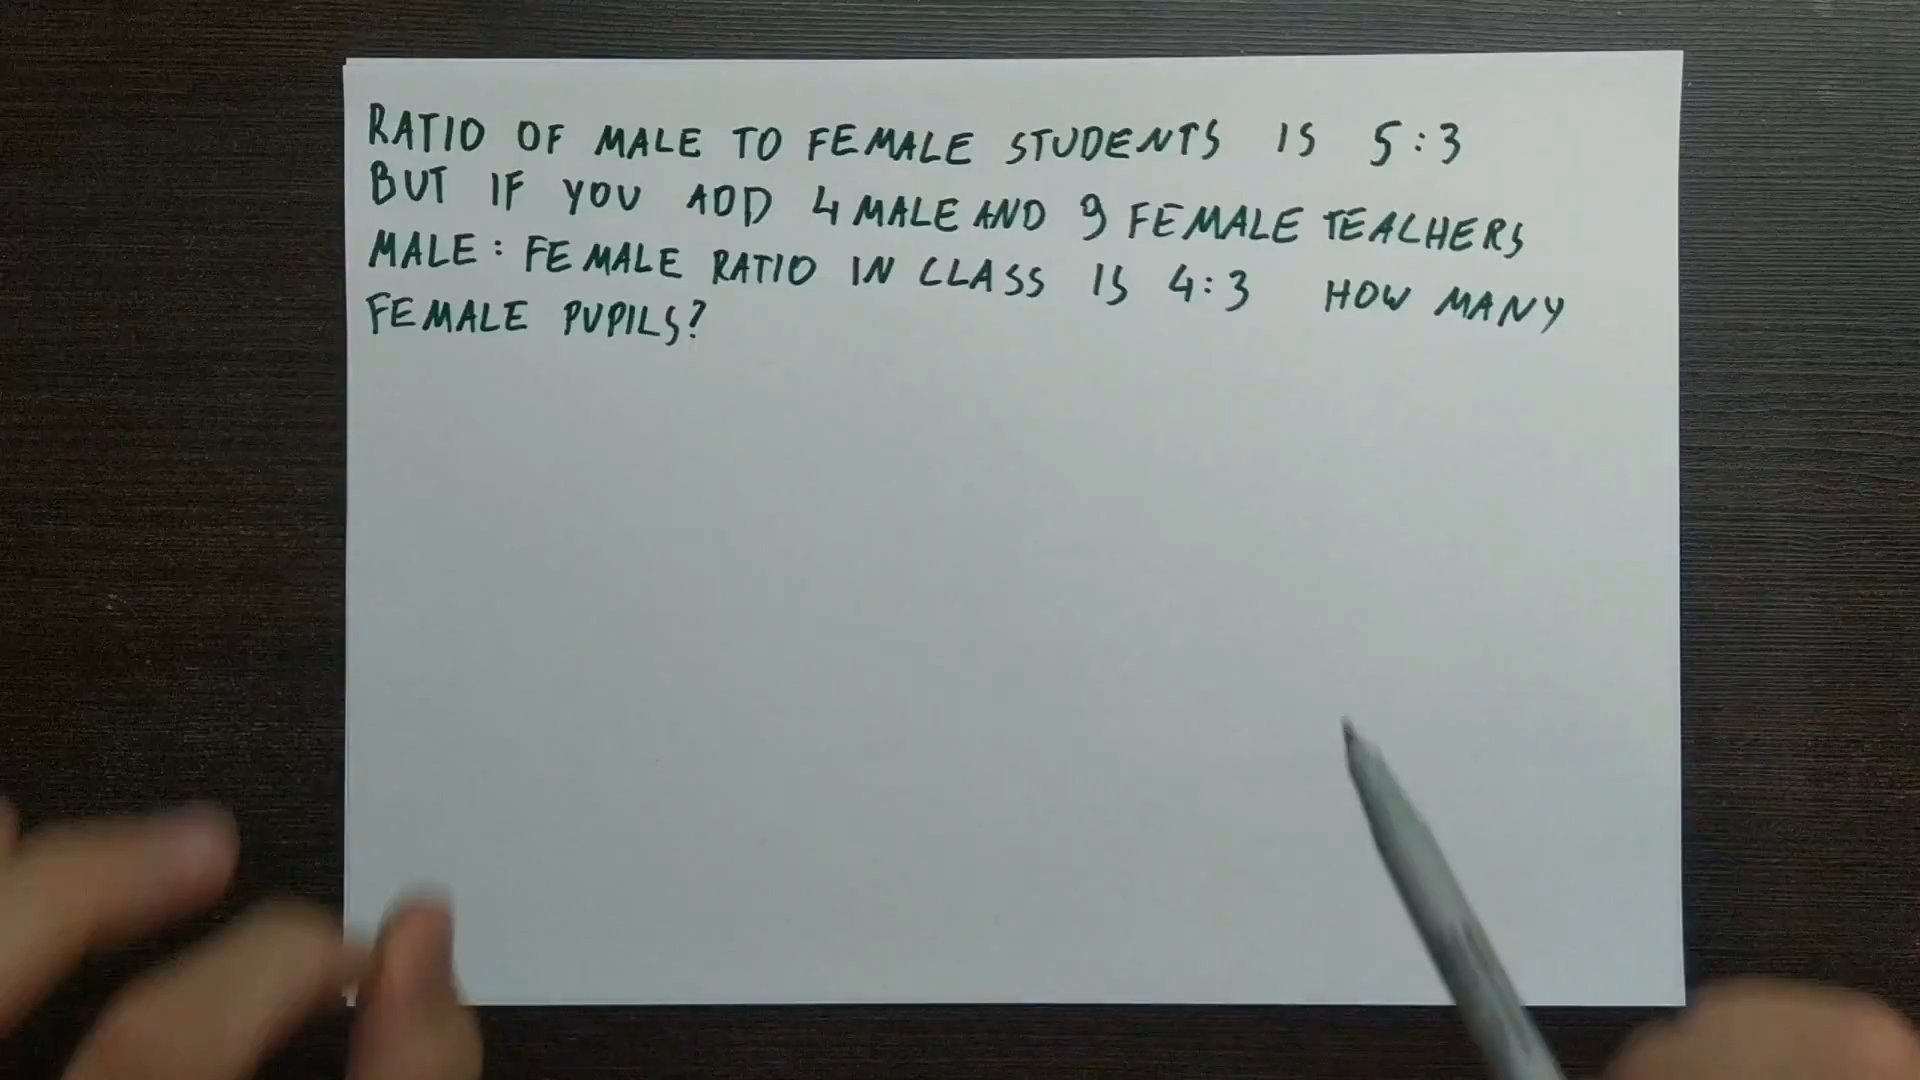 RATIO OF MALE TO FEMALE STUDENTS IS 5:3
BUT IF YOU ADD 4 MALE AND 9 FEMALE TEACHERS
MALE: FEMALE RATIO IN CLASS IS 4:3 HOW MANY
FEMALE PUPILS?